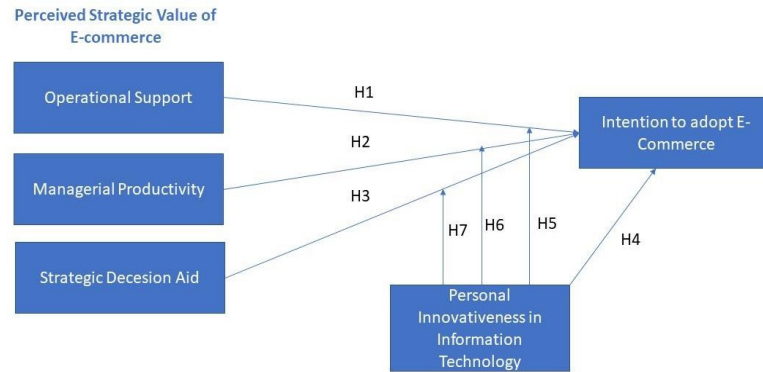 Perceived Strategic Value of
E-commerce
Operational Support
H1
Intention to adopt E-
Commerce
H2
Managerial Productivity
H3
H7
H6
H5
H4
Strategic Decesion Aid
Personal
Innovativeness in
Information
Technology